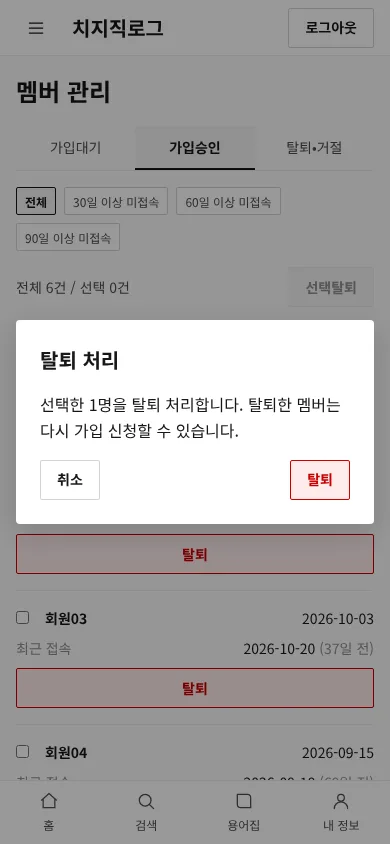 치지직로그
로그아웃
멤버 관리
가입대기
가입승인
탈퇴•거절
전체
30일 이상 미접속
60일 이상 미접속
90일 이상 미접속
전체 6건 / 선택 0건
선택탈퇴
탈퇴 처리
선택한 1명을 탈퇴 처리합니다. 탈퇴한 멤버는
다시 가입 신청할 수 있습니다.
취소
탈퇴
탈퇴
회원03
2026-10-03
최근 접속
2026-10-20 (37일 전)
탈퇴
회원04
2026-09-15
홈
검색
용어집
내 정보